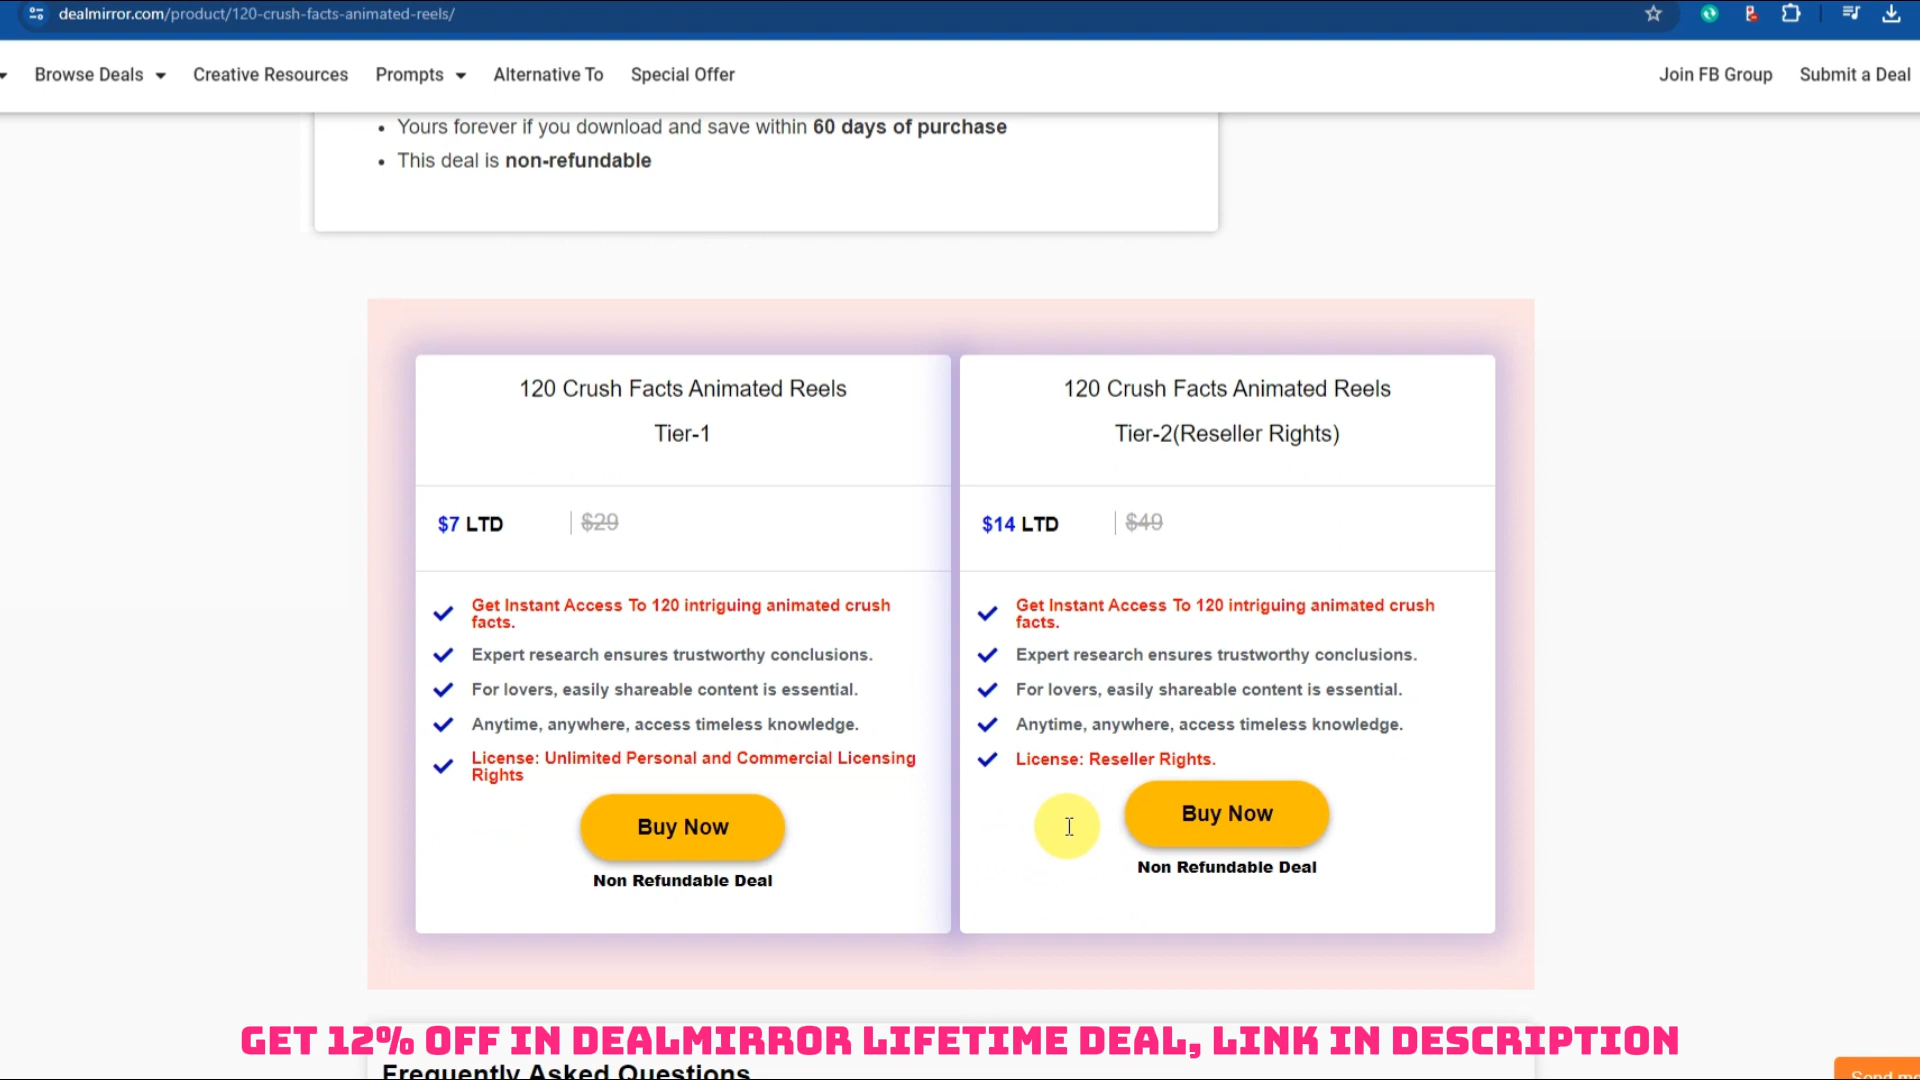 dealmirror.com/product/120-crush-facts-animated-reels/
Browse Deals Creative Resources Prompts Alternative To Special Offer Join FB Group Submit a Deal
• Yours forever if you download and save within 60 days of purchase
• This deal is non-refundable
120 Crush Facts Animated Reels
Tier-1
$7 LTD $29
Get Instant Access To 120 intriguing animated crush
facts.
Expert research ensures trustworthy conclusions.
For lovers, easily shareable content is essential.
Anytime, anywhere, access timeless knowledge.
License: Unlimited Personal and Commercial Licensing
Rights
Buy Now
Non Refundable Deal
120 Crush Facts Animated Reels
Tier-2(Reseller Rights)
$14 LTD $49
Get Instant Access To 120 intriguing animated crush
facts.
Expert research ensures trustworthy conclusions.
For lovers, easily shareable content is essential.
Anytime, anywhere, access timeless knowledge.
License: Reseller Rights.
Buy Now
Non Refundable Deal
GET 12% OFF IN DEALMIRROR LIFETIME DEAL, LINK IN DESCRIPTION
Frequently Asked Questions